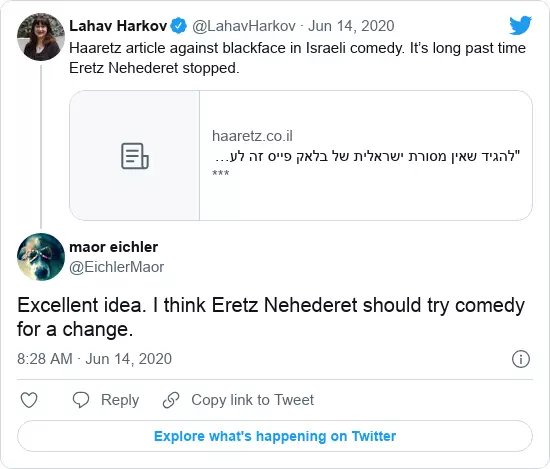 Lahav Harkov @LahavHarkov · Jun 14, 2020
Haaretz article against blackface in Israeli comedy. It’s long past time
Eretz Nehederet stopped.
haaretz.co.il
"להגיד שאין מסורת ישראלית של בלאק פייס זה לע...
***
maor eichler
@EichlerMaor
Excellent idea. I think Eretz Nehederet should try comedy
for a change.
8:28 AM · Jun 14, 2020
Reply
Copy link to Tweet
Explore what's happening on Twitter